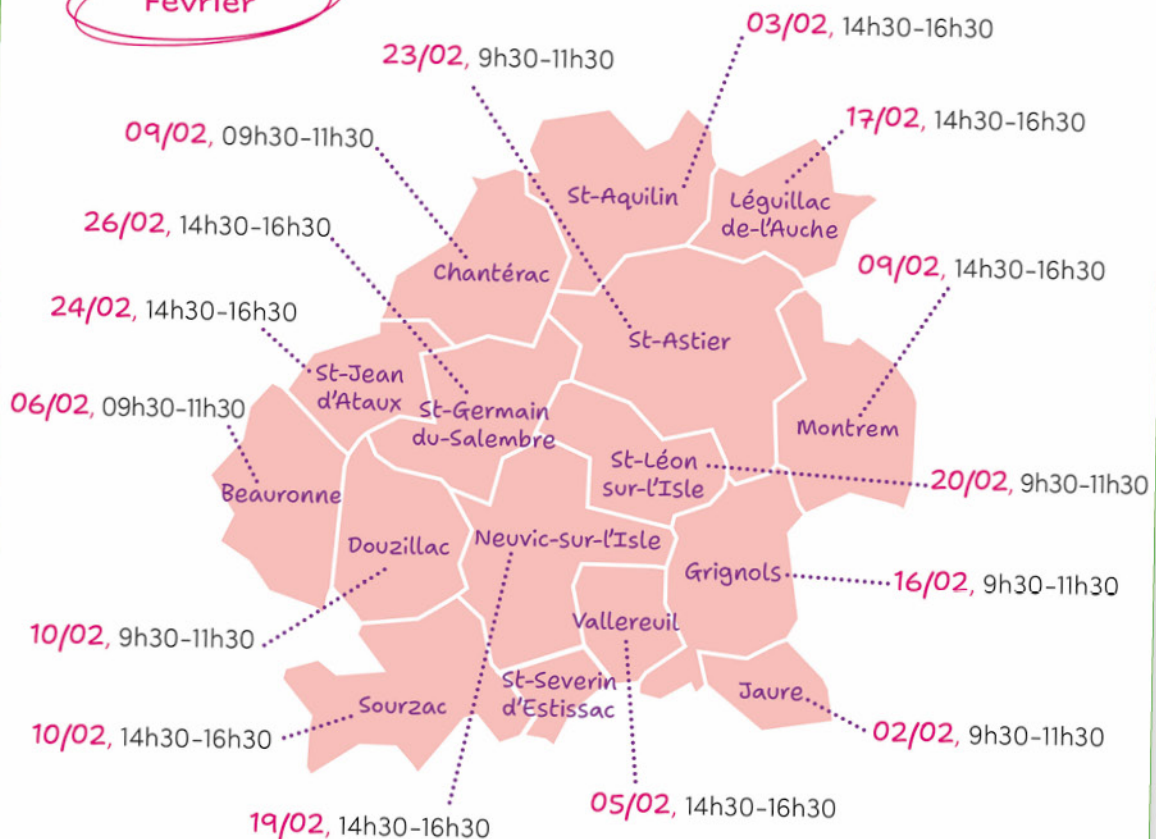 Février
03/02, 14h30-16h30
23/02, 9h30-11h30
17/02, 14h30-16h30
09/02, 09h30-11h30
St-Aquilin
Léguillac
de-l'Auche
26/02, 14h30-16h30
Chantérac
09/02, 14h30-16h30
24/02, 14h30-16h30
St-Astier
St-Jean
d'Ataux
06/02, 09h30-11h30
St-Germain
du-Salembre
Montrem
St-Léon
sur-l'Isle
20/02, 9h30-11h30
Beauronne
Douzillac
Neuvic-sur-l'Isle
Grignols
16/02, 9h30-11h30
Vallereuil
10/02, 9h30-11h30
St-Severin
d'Estissac
Jaure
Sourzac
10/02, 14h30-16h30
02/02, 9h30-11h30
05/02, 14h30-16h30
19/02, 14h30-16h30